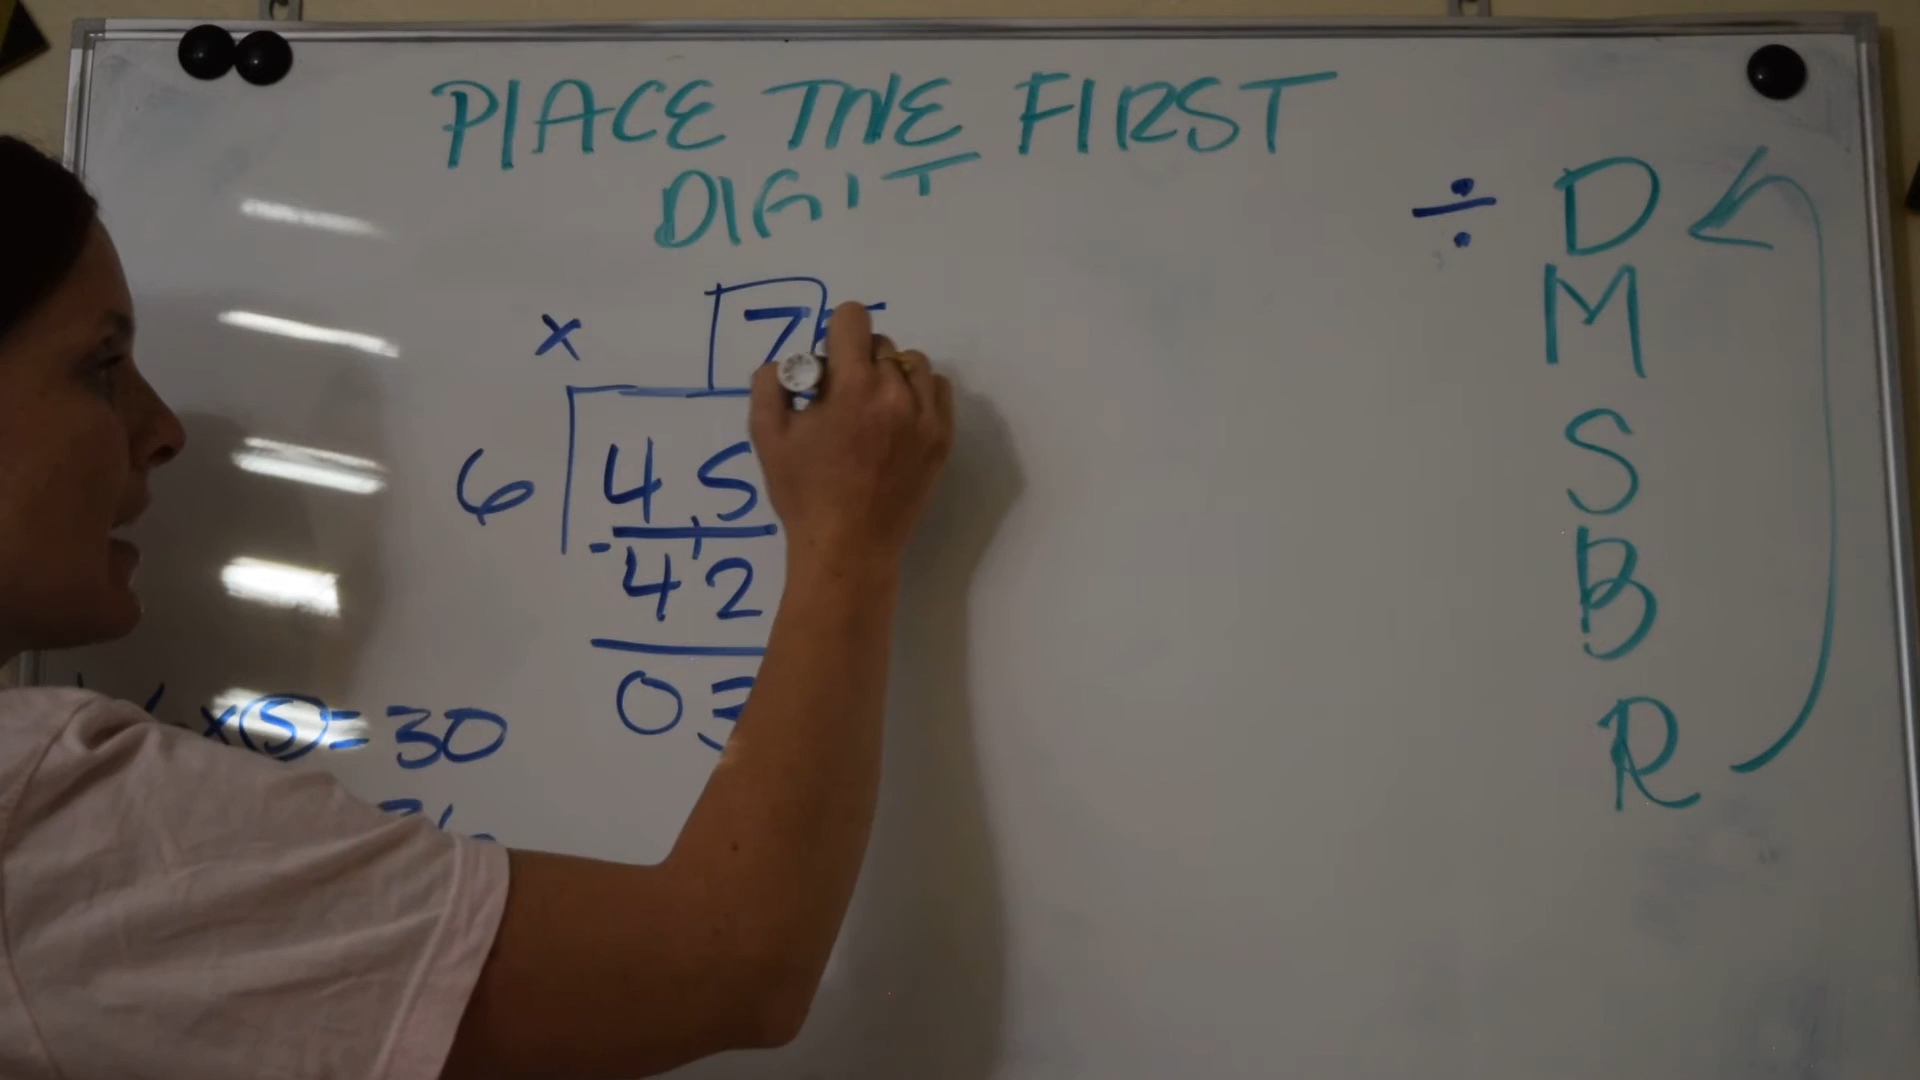 PLACE THE FIRST
DIGIT
÷ D
M
S
B
R
x 7
6 45
- 42
03
x 5 = 30